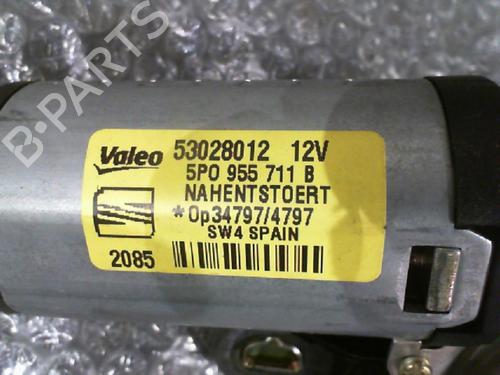 B-PARTS
Valeo 53028012 12V
5P0 955 711 B
NAHENTSTOERT
*Op34797/4797
SW4 SPAIN
2085